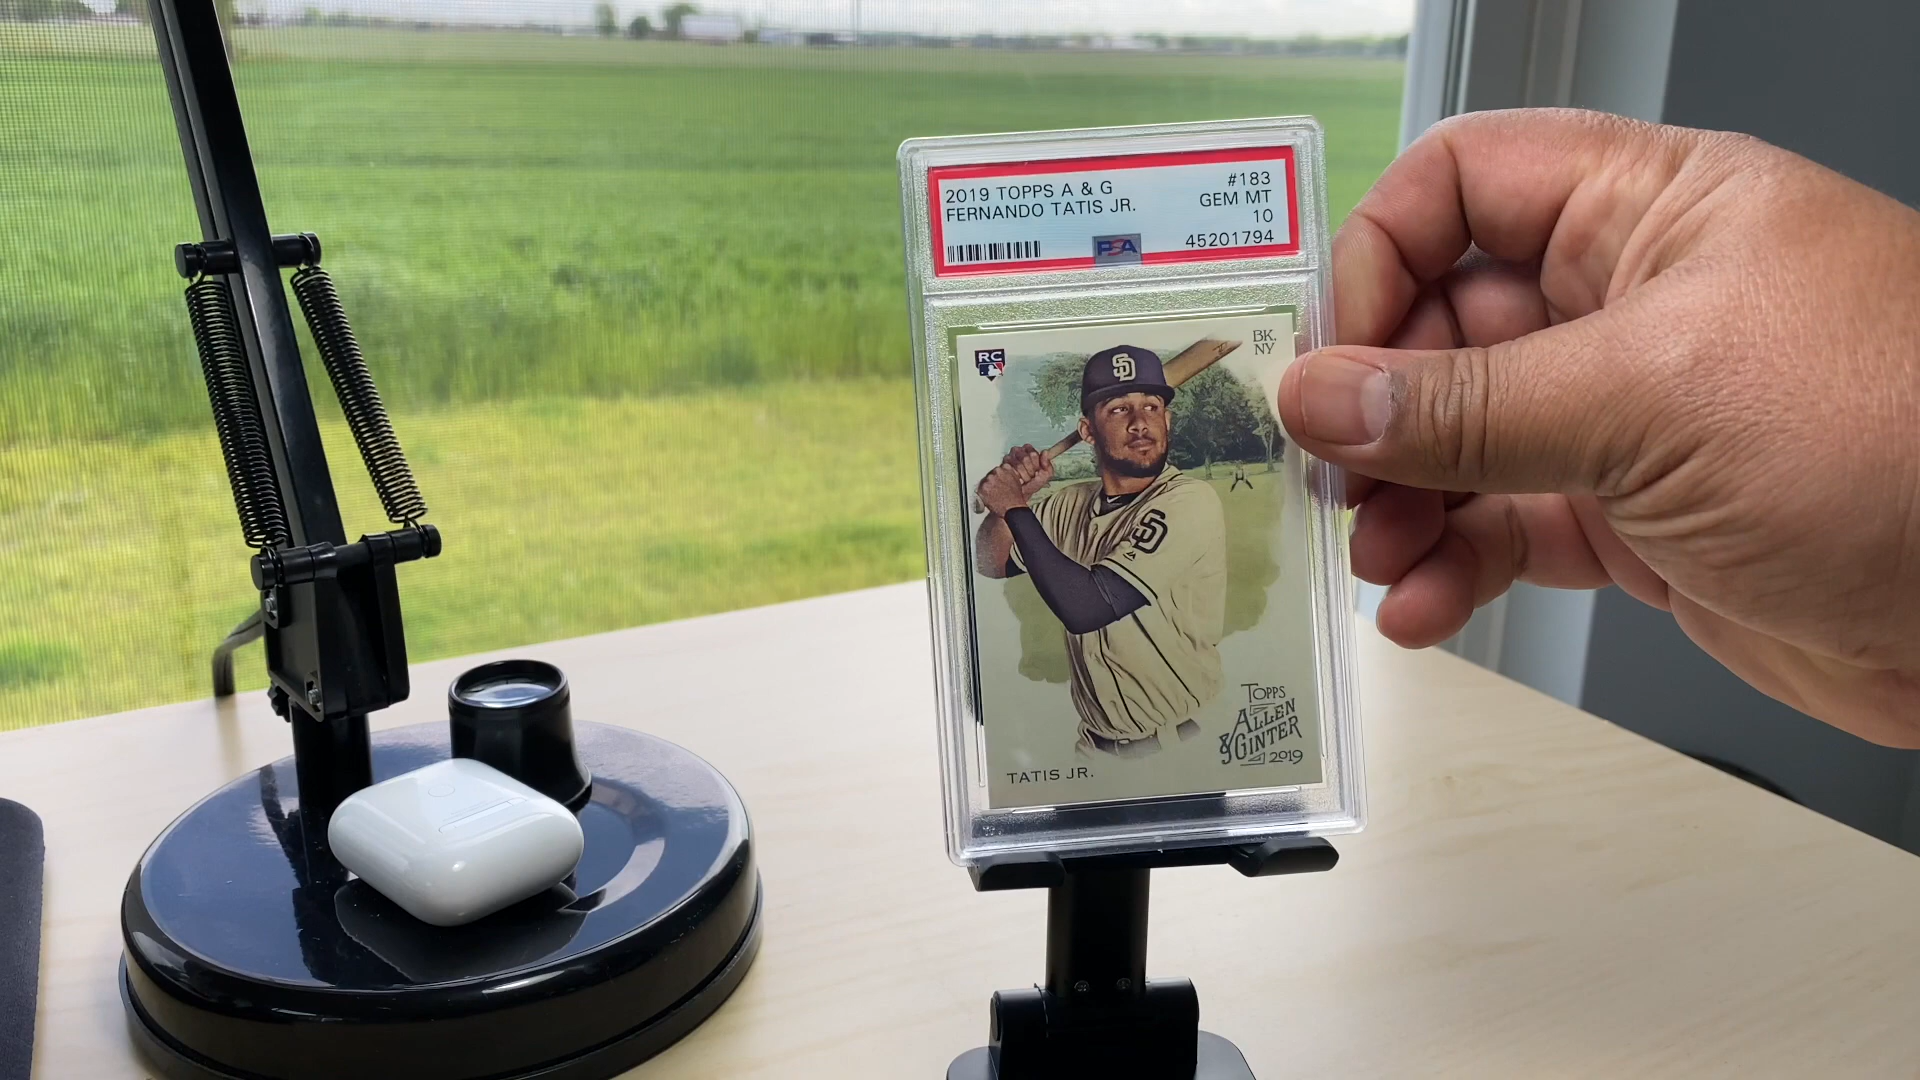 2019 TOPPS A & G #183
FERNANDO TATIS JR. GEM MT
10
PSA 45201794
RC
BK.
NY
SD
SD
TOPPS
ALLEN
& GINTER
2019
TATIS JR.